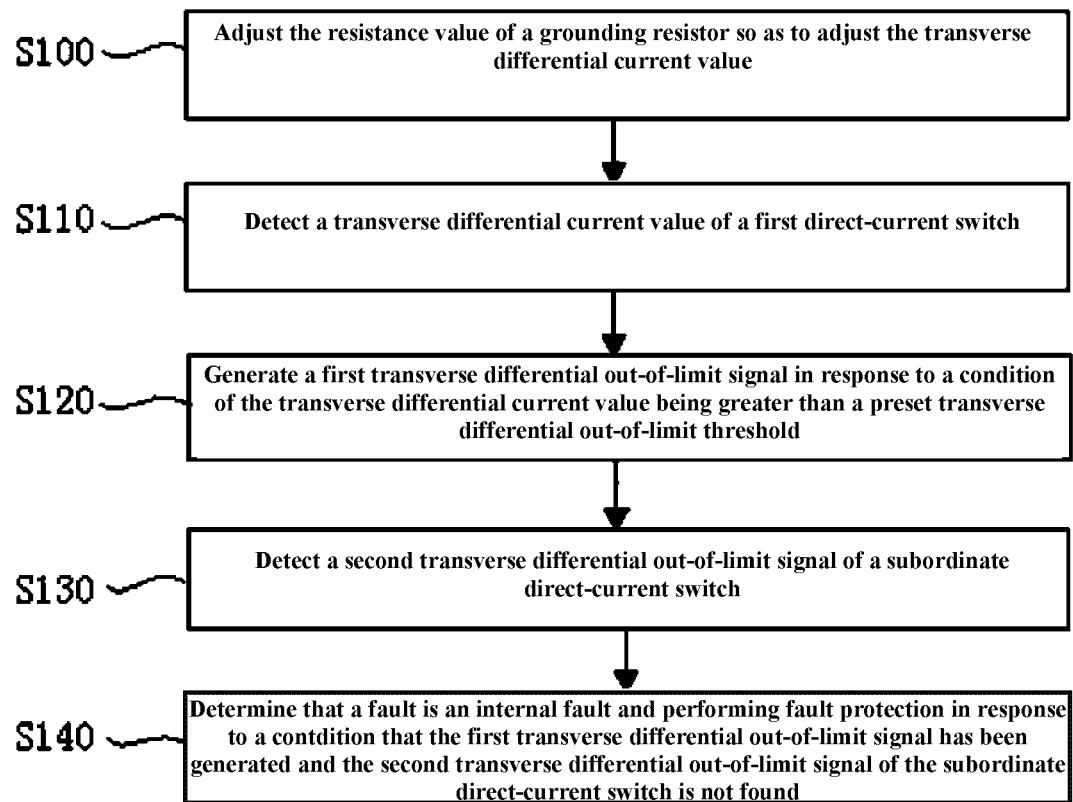 S100
Adjust the resistance value of a grounding resistor so as to adjust the transverse
differential current value
S110
Detect a transverse differential current value of a first direct-current switch
S120
Generate a first transverse differential out-of-limit signal in response to a condition
of the transverse differential current value being greater than a preset transverse
differential out-of-limit threshold
S130
Detect a second transverse differential out-of-limit signal of a subordinate
direct-current switch
S140
Determine that a fault is an internal fault and performing fault protection in response
to a contdition that the first transverse differential out-of-limit signal has been
generated and the second transverse differential out-of-limit signal of the subordinate
direct-current switch is not found